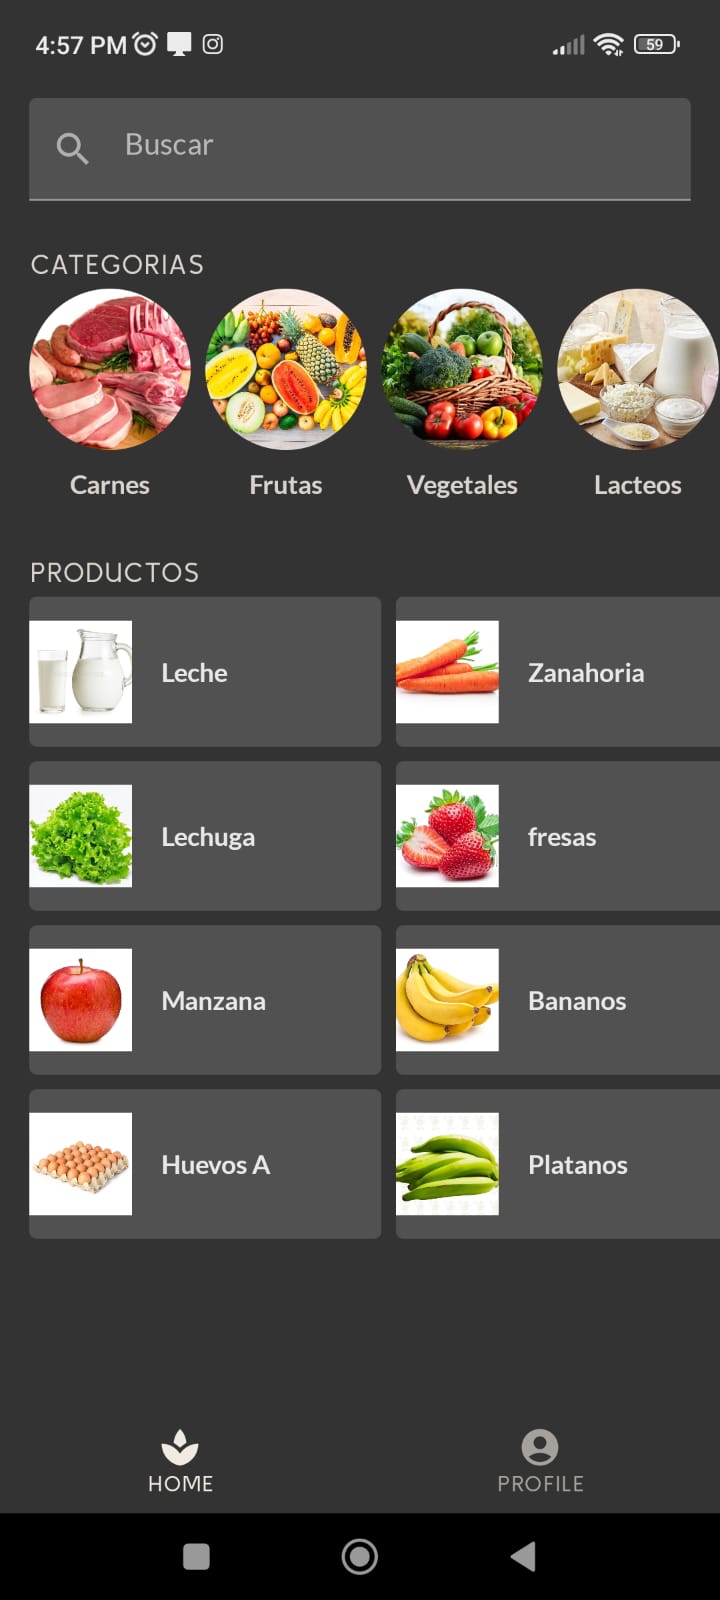 4:57 PM
59
Buscar
CATEGORIAS
Carnes
Frutas
Vegetales
Lacteos
PRODUCTOS
Leche
Zanahoria
Lechuga
fresas
Manzana
Bananos
Huevos A
Platanos
HOME
PROFILE